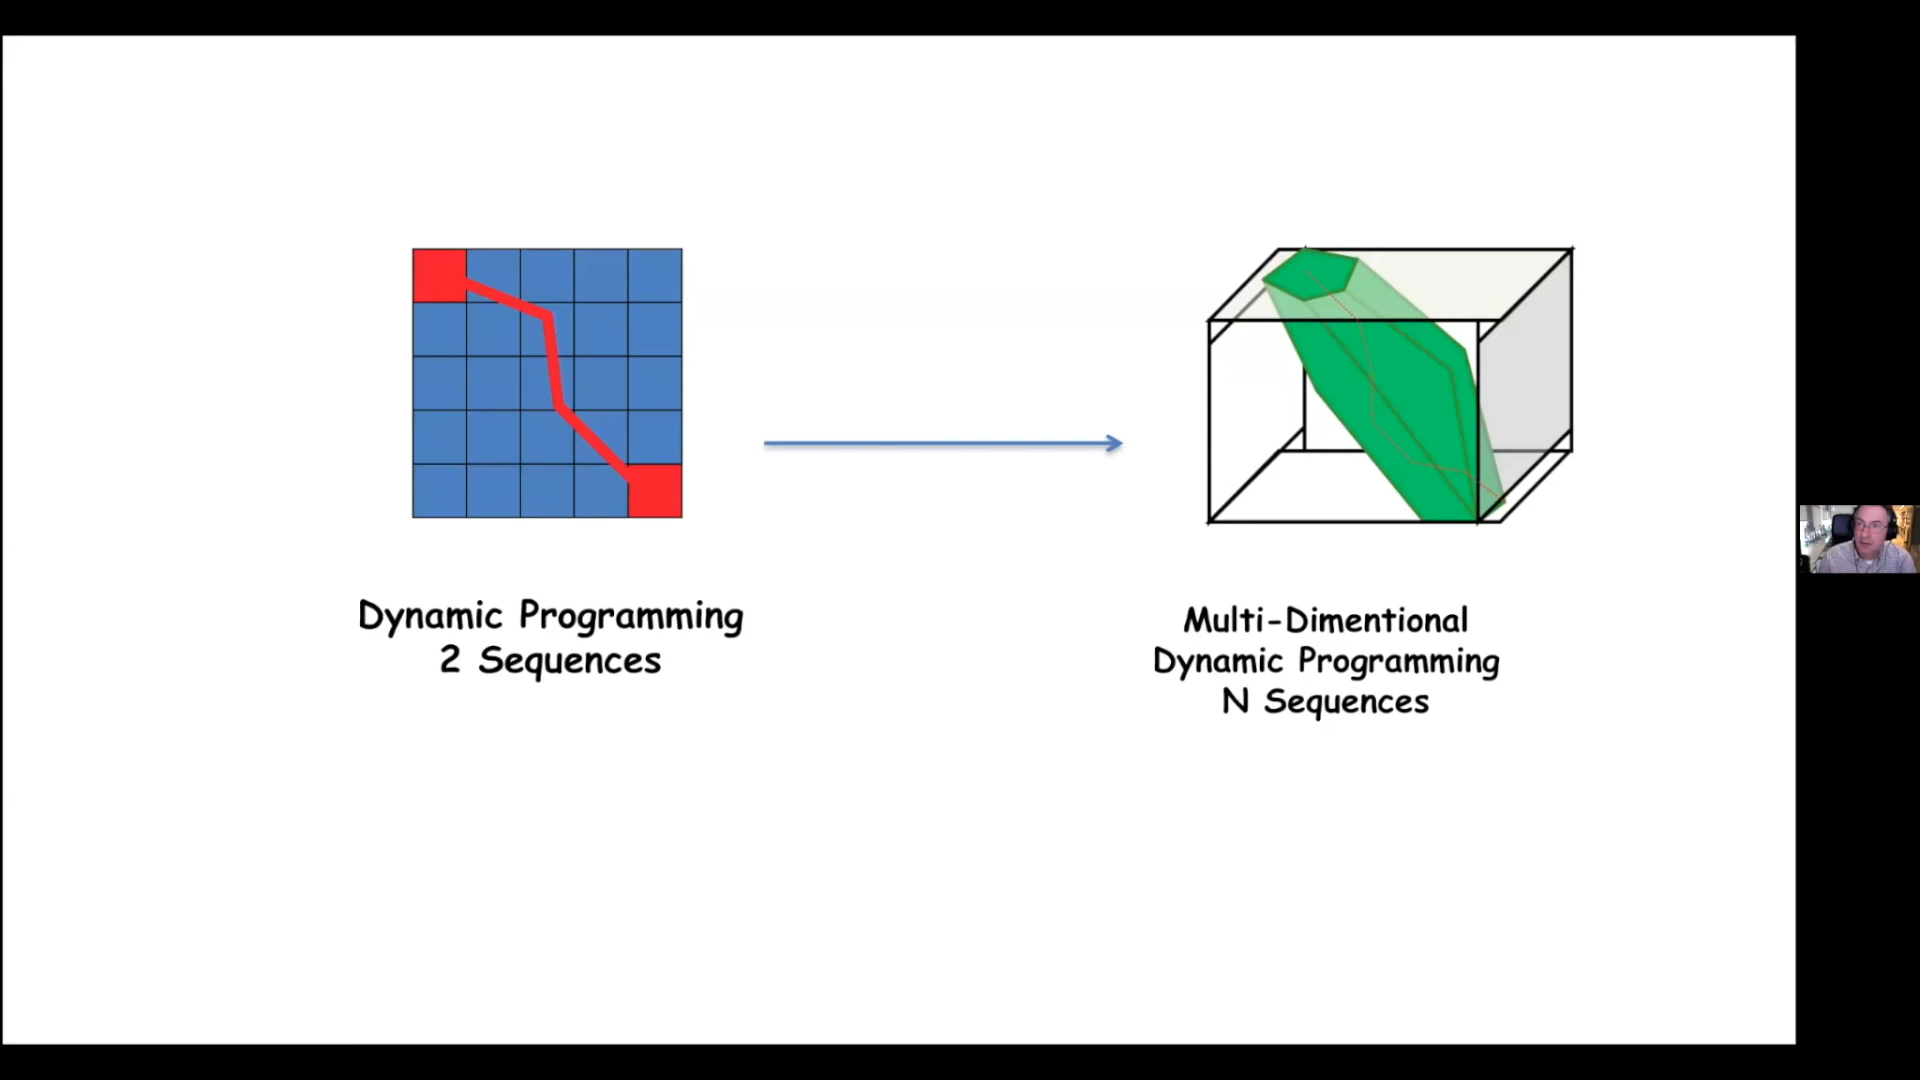 Dynamic Programming
2 Sequences
Multi-Dimentional
Dynamic Programming
N Sequences